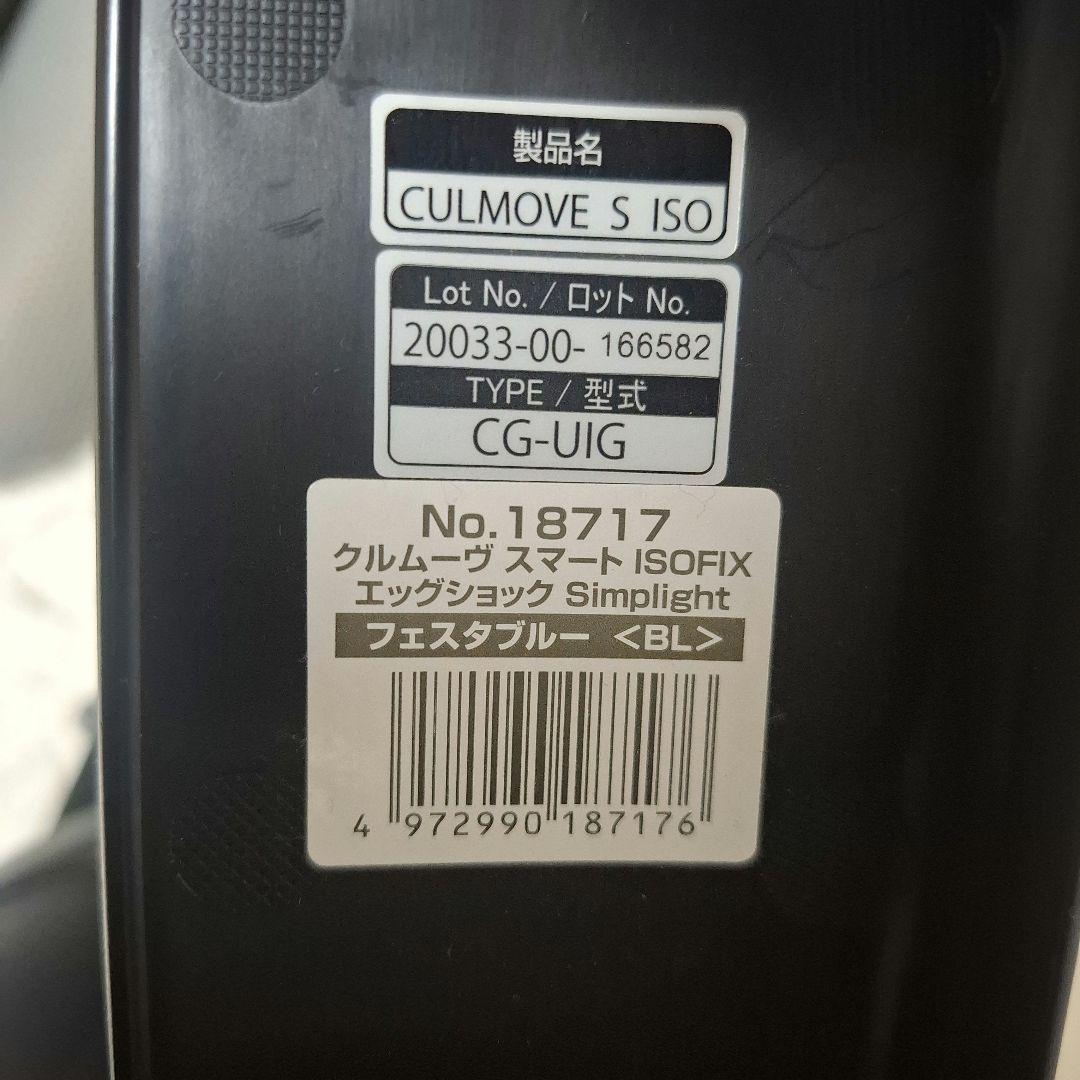 製品名
CULMOVE S ISO
Lot No. / ロット No.
20033-00- 166582
TYPE / 型式
CG-UIG
No.18717
クルムーヴ スマート ISOFIX
エッグショック Simplight
フェスタブルー <BL>
4 972990 187176